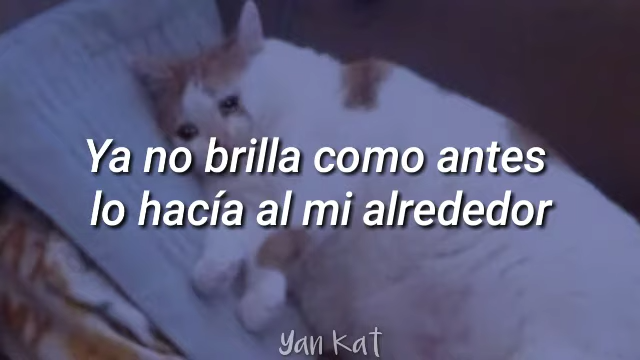 Ya no brilla como antes
lo hacía al mi alrededor
yan Kat